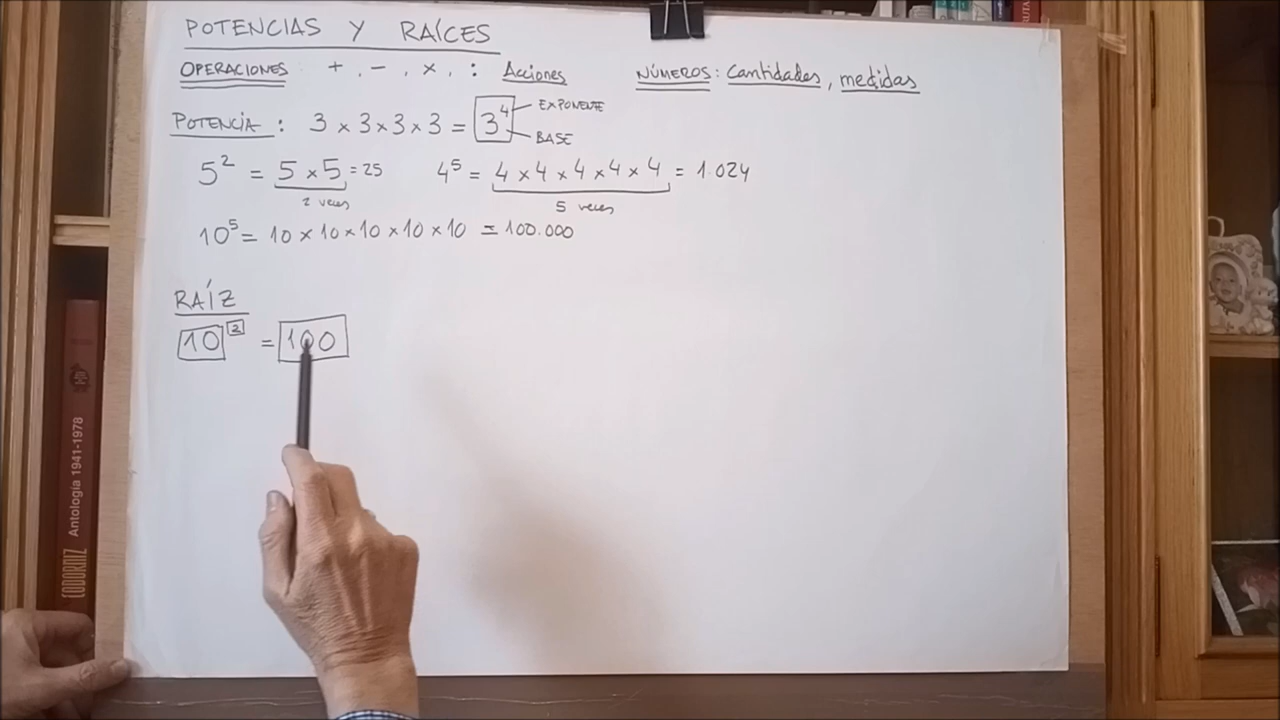 POTENCIAS Y RAÍCES
OPERACIONES: + , - , × , : Acciones
NÚMEROS: Cantidades, medidas
POTENCIA: 3 × 3 × 3 × 3 = 3⁴
EXPONENTE
BASE
5² = 5 × 5 = 25
2 veces
4⁵ = 4 × 4 × 4 × 4 × 4 = 1.024
5 veces
10⁵ = 10 × 10 × 10 × 10 × 10 = 100.000
RAÍZ
10² = 100
Antología 1941-1978
CODORNIZ